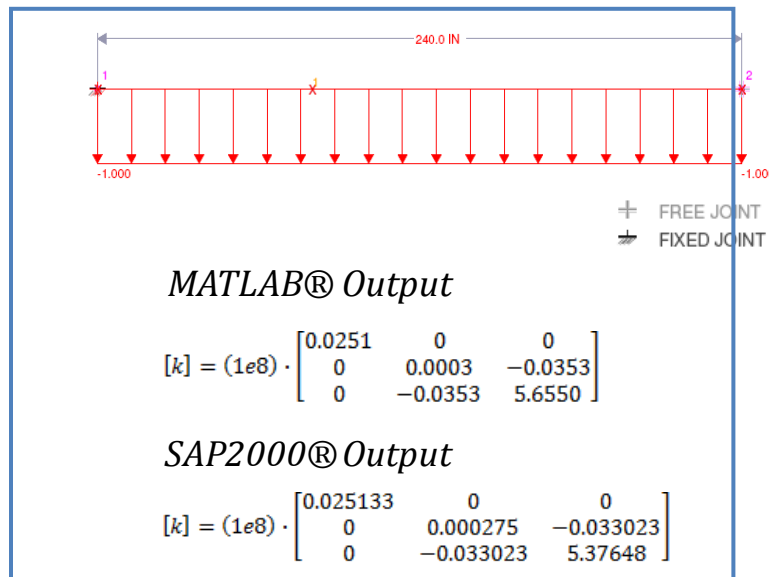 240.0 IN
1
1
2
-1.000
-1.00
FREE JOINT
FIXED JOINT
MATLAB® Output
[k] = (1e8) · [0.0251 0 0
0 0.0003 −0.0353
0 −0.0353 5.6550]
SAP2000® Output
[k] = (1e8) · [0.025133 0 0
0 0.000275 −0.033023
0 −0.033023 5.37648]